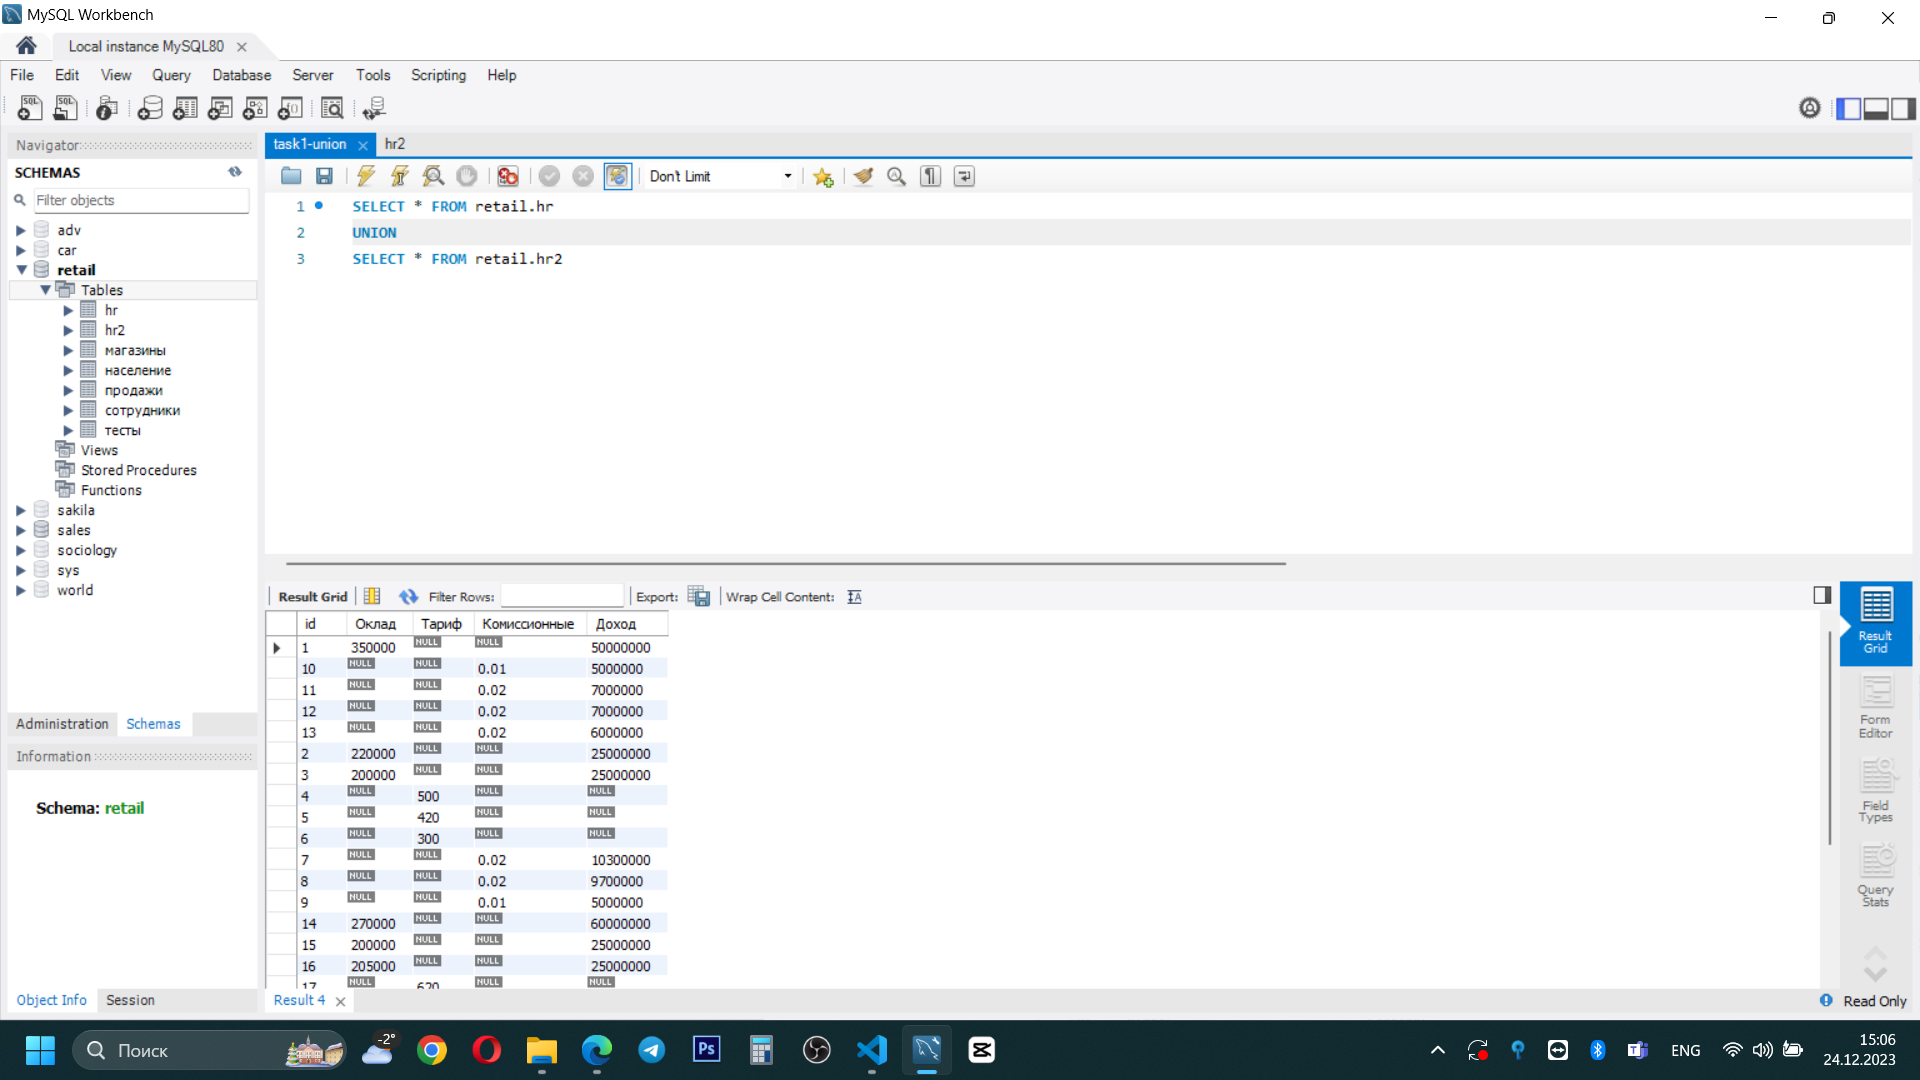 MySQL Workbench
Local instance MySQL80
File Edit View Query Database Server Tools Scripting Help
Navigator
SCHEMAS
Filter objects
adv
car
retail
Tables
hr
hr2
магазины
население
продажи
сотрудники
тесты
Views
Stored Procedures
Functions
sakila
sales
sociology
sys
world
Administration Schemas
Information
Schema: retail
Object Info Session
task1-union hr2
Don't Limit
1 SELECT * FROM retail.hr
2 UNION
3 SELECT * FROM retail.hr2
Result Grid Filter Rows: Export: Wrap Cell Content:
id Оклад Тариф Комиссионные Доход
1 350000 NULL NULL 50000000
10 NULL NULL 0.01 5000000
11 NULL NULL 0.02 7000000
12 NULL NULL 0.02 7000000
13 NULL NULL 0.02 6000000
2 220000 NULL NULL 25000000
3 200000 NULL NULL 25000000
4 NULL 500 NULL NULL
5 NULL 420 NULL NULL
6 NULL 300 NULL NULL
7 NULL NULL 0.02 10300000
8 NULL NULL 0.02 9700000
9 NULL NULL 0.01 5000000
14 270000 NULL NULL 60000000
15 200000 NULL NULL 25000000
16 205000 NULL NULL 25000000
17 NULL 620 NULL NULL
Result 4
Result
Grid
Form
Editor
Field
Types
Query
Stats
Read Only
Поиск
-2°
Ps
ENG
15:06
24.12.2023